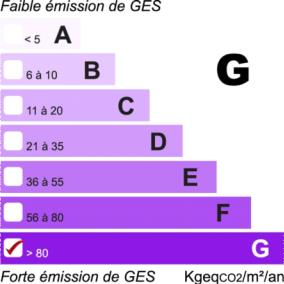 Faible émission de GES
< 5 A
6 à 10 B
G
11 à 20 C
21 à 35 D
36 à 55 E
56 à 80 F
> 80 G
Forte émission de GES Kgeqco2/m²/an